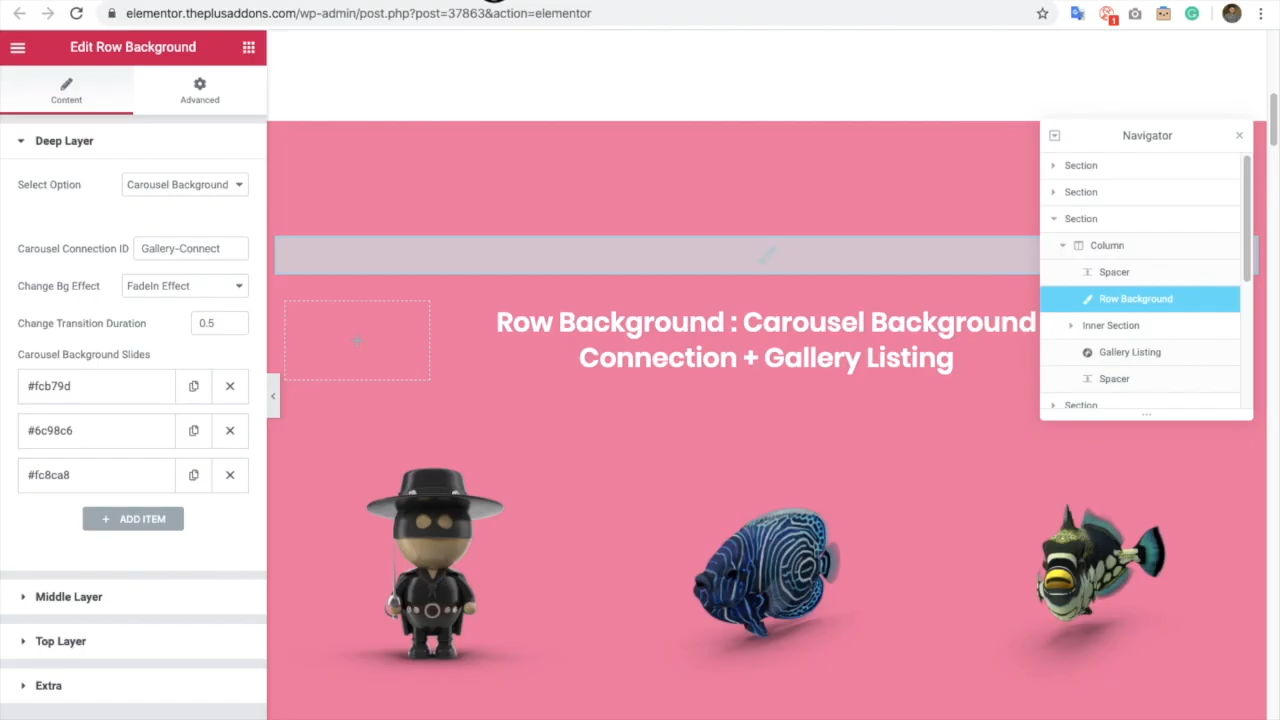 elementor.theplusaddons.com/wp-admin/post.php?post=37863&action=elementor
1
Edit Row Background
Content
Advanced
Deep Layer
Select Option
Carousel Background
Carousel Connection ID
Gallery-Connect
Change Bg Effect
FadeIn Effect
Change Transition Duration
0.5
Carousel Background Slides
#fcb79d
#6c98c6
#fc8ca8
+ ADD ITEM
Middle Layer
Top Layer
Extra
Row Background : Carousel Background
Connection + Gallery Listing
Navigator
Section
Section
Section
Column
Spacer
Row Background
Inner Section
Gallery Listing
Spacer
Section